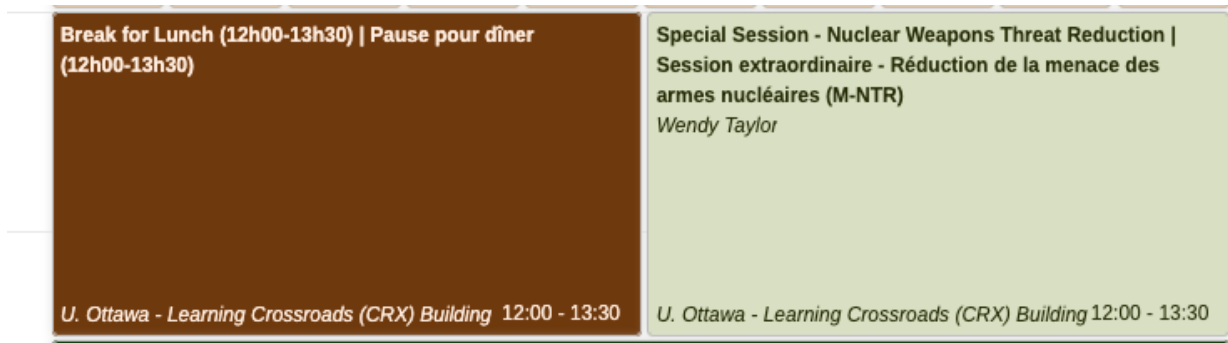 Break for Lunch (12h00-13h30) | Pause pour dîner
(12h00-13h30)
U. Ottawa - Learning Crossroads (CRX) Building 12:00 - 13:30
Special Session - Nuclear Weapons Threat Reduction |
Session extraordinaire - Réduction de la menace des
armes nucléaires (M-NTR)
Wendy Taylor
U. Ottawa - Learning Crossroads (CRX) Building 12:00 - 13:30